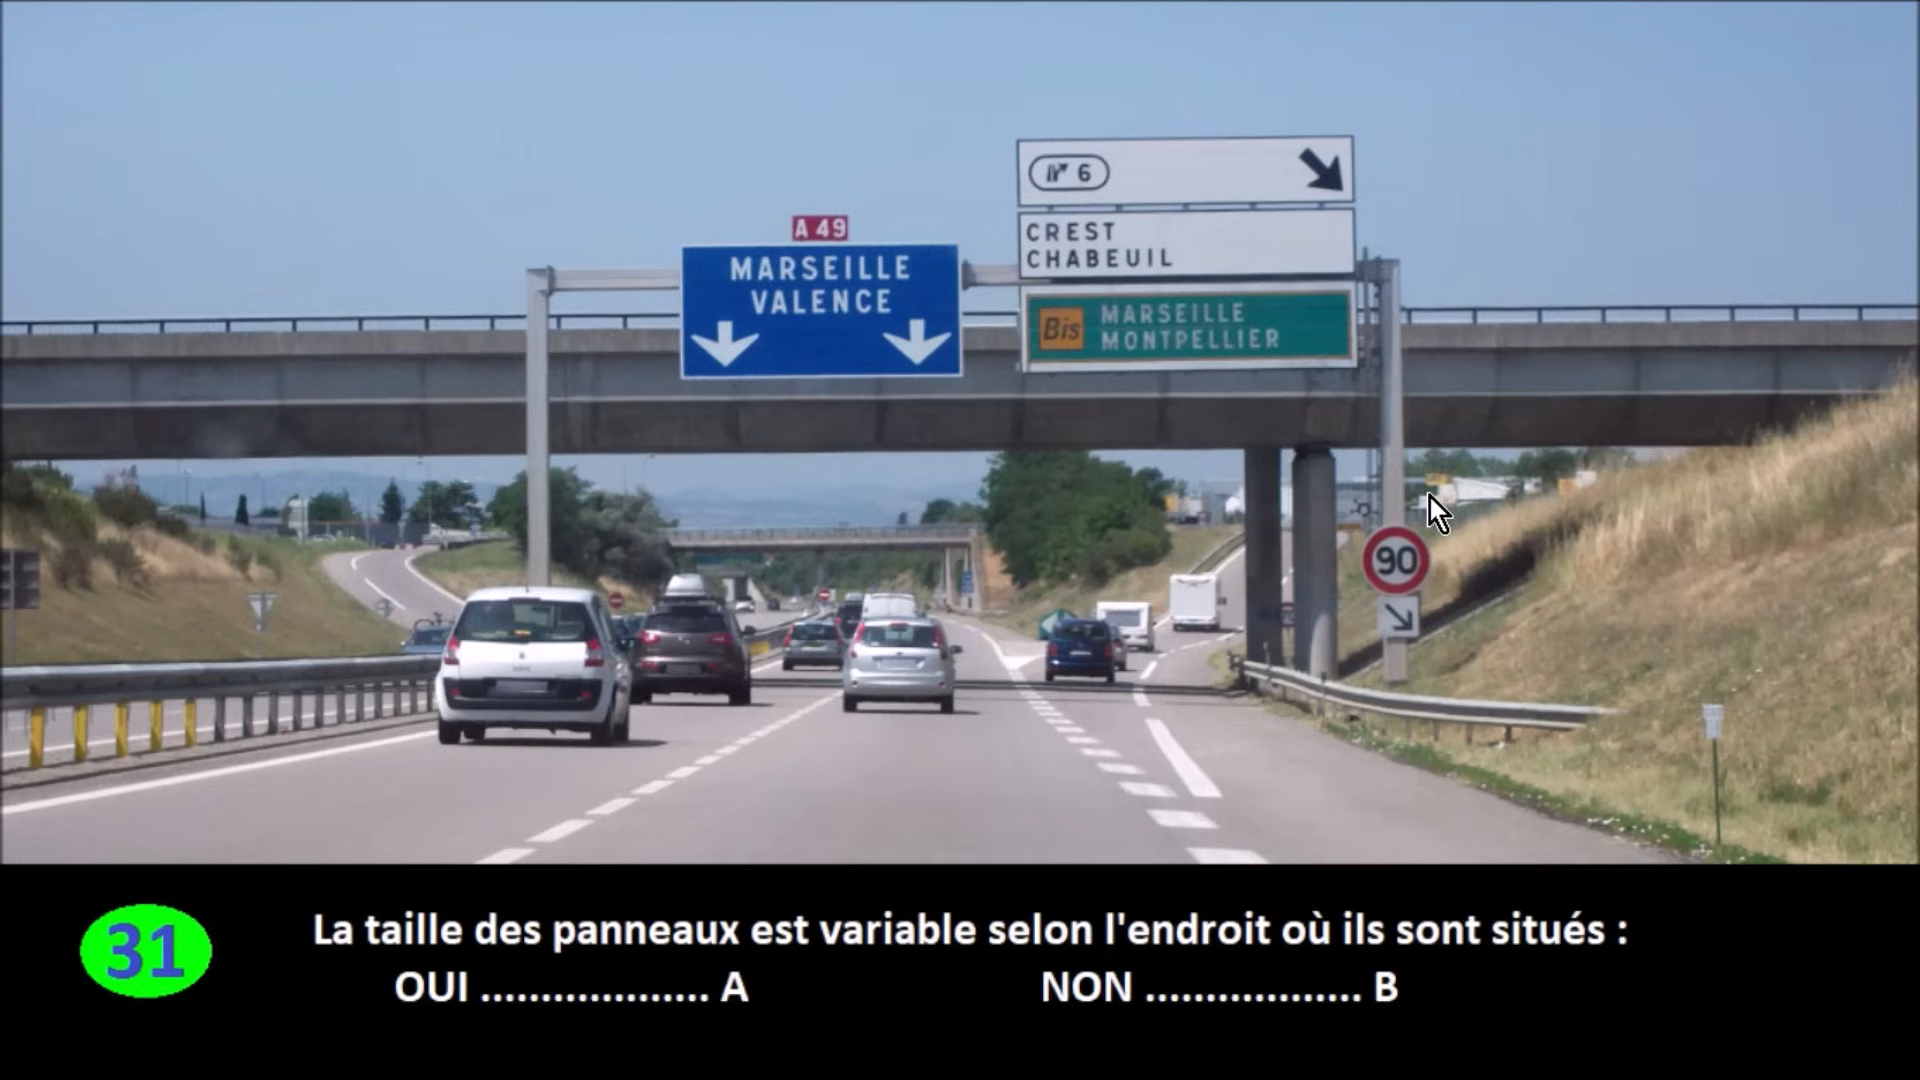 6
CREST
CHABEUIL
A 49
MARSEILLE
VALENCE
Bis
MARSEILLE
MONTPELLIER
90
31
La taille des panneaux est variable selon l'endroit où ils sont situés :
OUI ................... A
NON .................. B